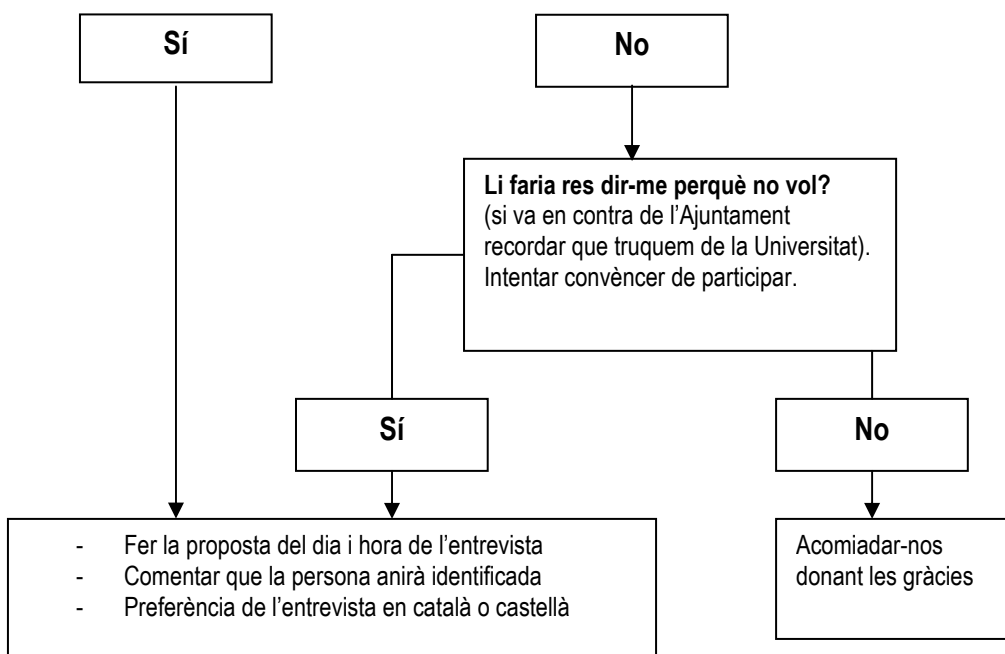 Sí
No
Li faria res dir-me perquè no vol?
(si va en contra de l’Ajuntament
recordar que truquem de la Universitat).
Intentar convèncer de participar.
Sí
No
- Fer la proposta del dia i hora de l’entrevista
- Comentar que la persona anirà identificada
- Preferència de l’entrevista en català o castellà
Acomiadar-nos
donant les gràcies